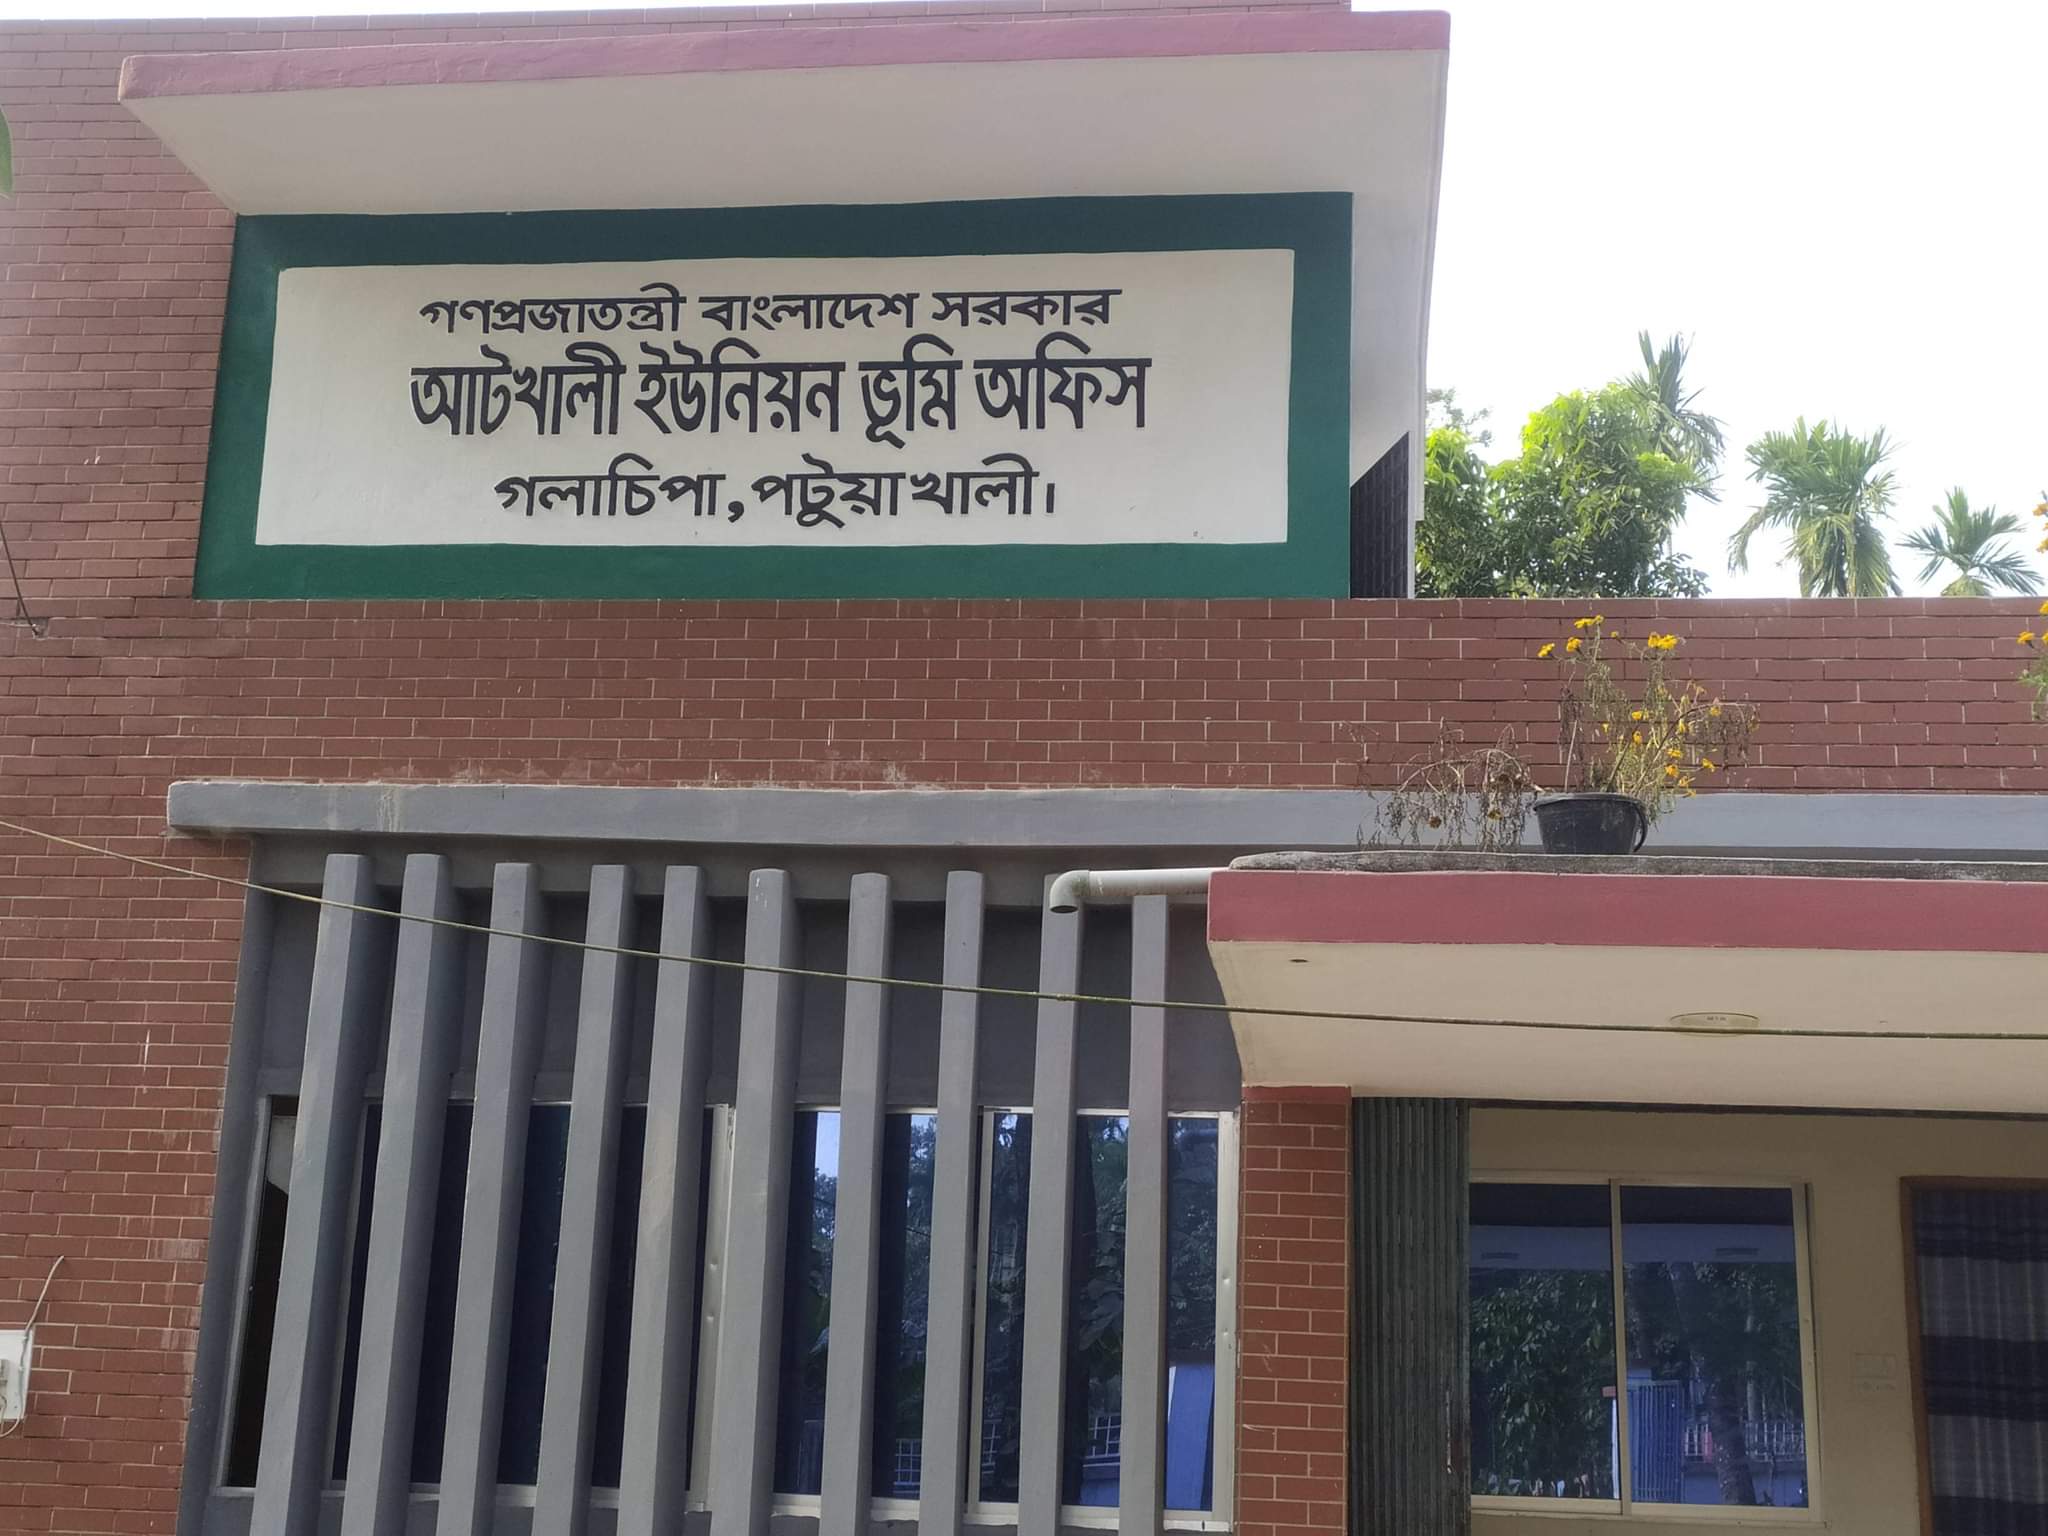 গণপ্রজাতন্ত্রী বাংলাদেশ সরকার
আটখালী ইউনিয়ন ভূমি অফিস
গলাচিপা, পটুয়াখালী।